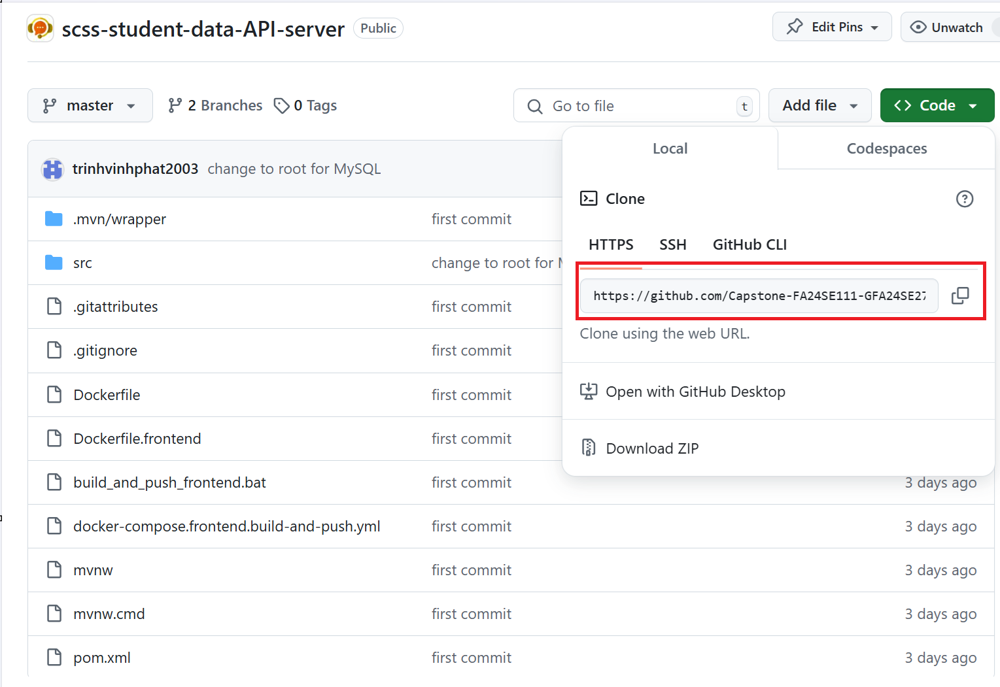 scss-student-data-API-server Public Edit Pins Unwatch
master 2 Branches 0 Tags Go to file t Add file Code
Local Codespaces
trinhvinhphat2003 change to root for MySQL
Clone
.mvn/wrapper first commit
HTTPS SSH GitHub CLI
src change to root for
https://github.com/Capstone-FA24SE111-GFA24SE27
.gitattributes first commit
Clone using the web URL.
.gitignore first commit
Dockerfile first commit
Open with GitHub Desktop
Dockerfile.frontend first commit
Download ZIP
build_and_push_frontend.bat first commit 3 days ago
docker-compose.frontend.build-and-push.yml first commit 3 days ago
mvnw first commit 3 days ago
mvnw.cmd first commit 3 days ago
pom.xml first commit 3 days ago